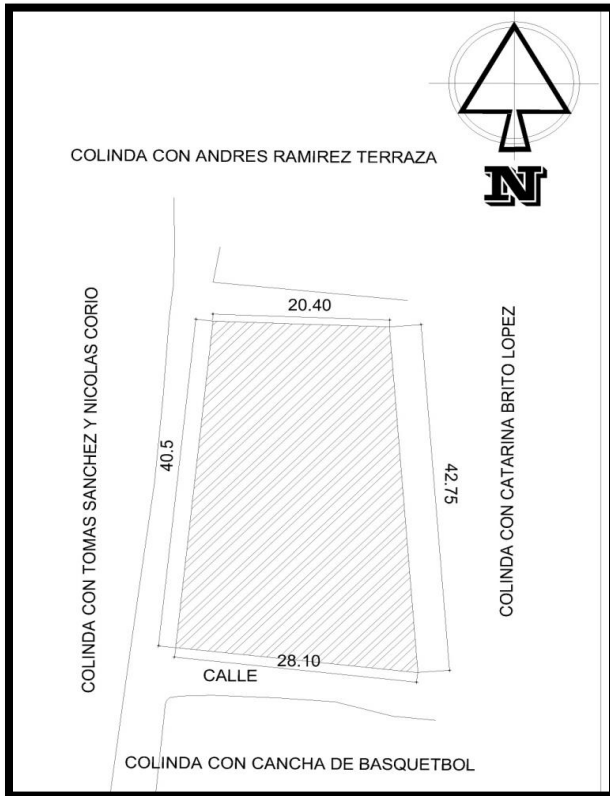 N
COLINDA CON ANDRES RAMIREZ TERRAZA
20.40
COLINDA CON TOMAS SANCHEZ Y NICOLAS CORIO
40.5
42.75
COLINDA CON CATARINA BRITO LOPEZ
28.10
CALLE
COLINDA CON CANCHA DE BASQUETBOL